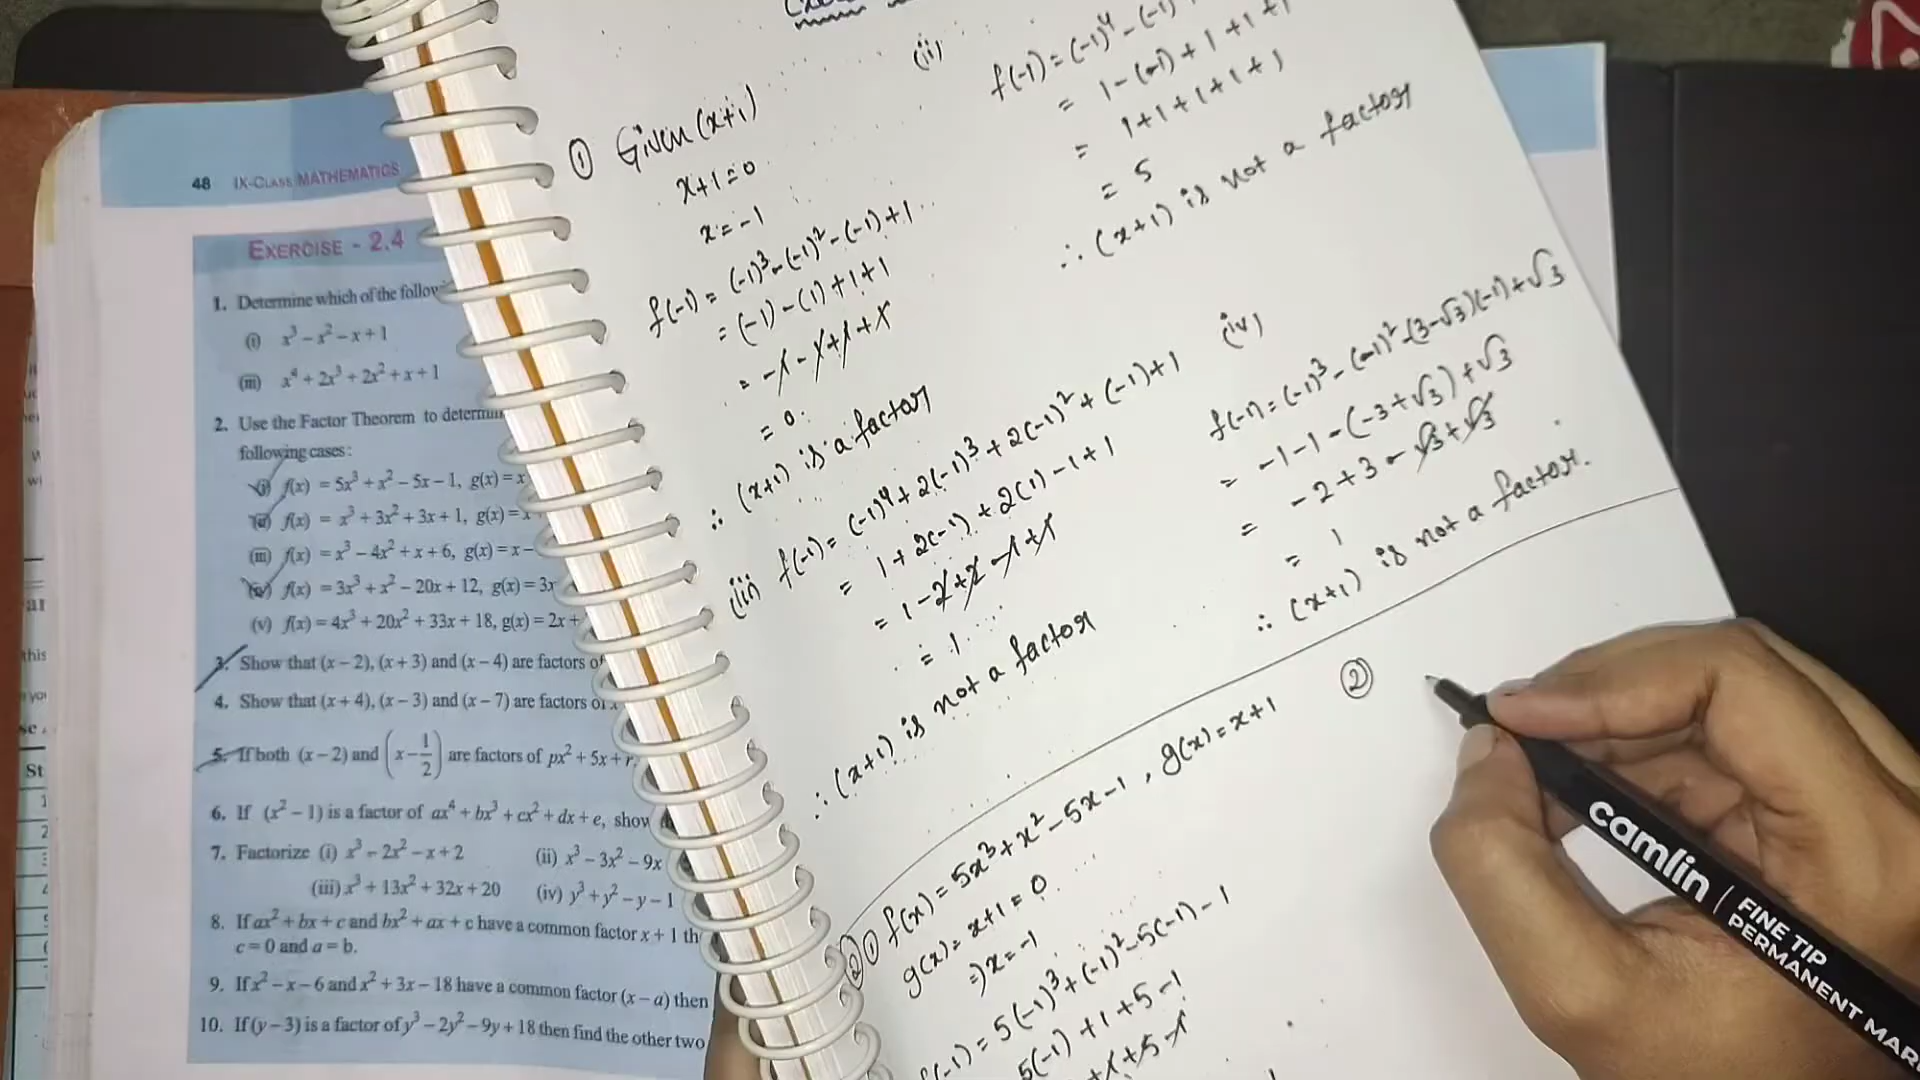 48 IX-CLASS MATHEMATICS
EXERCISE - 2.4
1. Determine which of the
(i) x³ – x² – x + 1
(iii) x⁴ + 2x³ + 2x² + x + 1
2. Use the Factor Theorem to
following cases:
(i) f(x) = 5x³ + x² – 5x – 1, g(x) = x
(ii) f(x) = x³ + 3x² + 3x + 1, g(x) = x
(iii) f(x) = x³ – 4x² + x + 6, g(x) = x –
(iv) f(x) = 3x³ + x² – 20x + 12, g(x) = 3x
(v) f(x) = 4x³ + 20x² + 33x + 18, g(x) = 2x +
3. Show that (x – 2), (x + 3) and (x – 4) are factors
4. Show that (x + 4), (x – 3) and (x – 7) are factors
5. If both (x – 2) and (x – 1/2) are factors of px² + 5x + r
6. If (x² – 1) is a factor of ax⁴ + bx³ + cx² + dx + e, show
7. Factorize (i) x³ – 2x² – x + 2 (ii) x³ – 3x² – 9x
(iii) x³ + 13x² + 32x + 20 (iv) y³ + y² – y – 1
8. If ax² + bx + c and bx² + ax + c have a common factor x + 1
c = 0 and a = b.
9. If x² – x – 6 and x² + 3x – 18 have a common factor (x – a) then
10. If (y – 3) is a factor of y³ – 2y² – 9y + 18 then find the other two
① Given (x+1)
x+1=0
x=-1
f(-1) = (-1)³-(-1)²-(-1)+1
= (-1)-(1)+1+1
= -1-1+1+1
= 0
∴ (x+1) is a factor
(ii)
f(-1) = (-1)⁴-(-1)
= 1-(-1)+1+1+1
= 1+1+1+1+1
= 5
∴ (x+1) is not a factor
(iii) f(-1) = (-1)⁴+2(-1)³+2(-1)²+(-1)+1
= 1+2(-1)+2(1)-1+1
= 1-2+2-1+1
= 1
∴ (x+1) is not a factor
(iv)
f(-1) = (-1)³-(-1)²-(3-√3)(-1)+√3
= -1-1-(-3+√3)+√3
= -2+3-√3+√3
= 1
∴ (x+1) is not a factor.
② ① f(x) = 5x³+x²-5x-1, g(x)=x+1
g(x)=x+1=0
⇒x=-1
f(-1) = 5(-1)³+(-1)²-5(-1)-1
5(-1)+1+5-1
+1+5-1
②
camlin
FINE TIP
PERMANENT